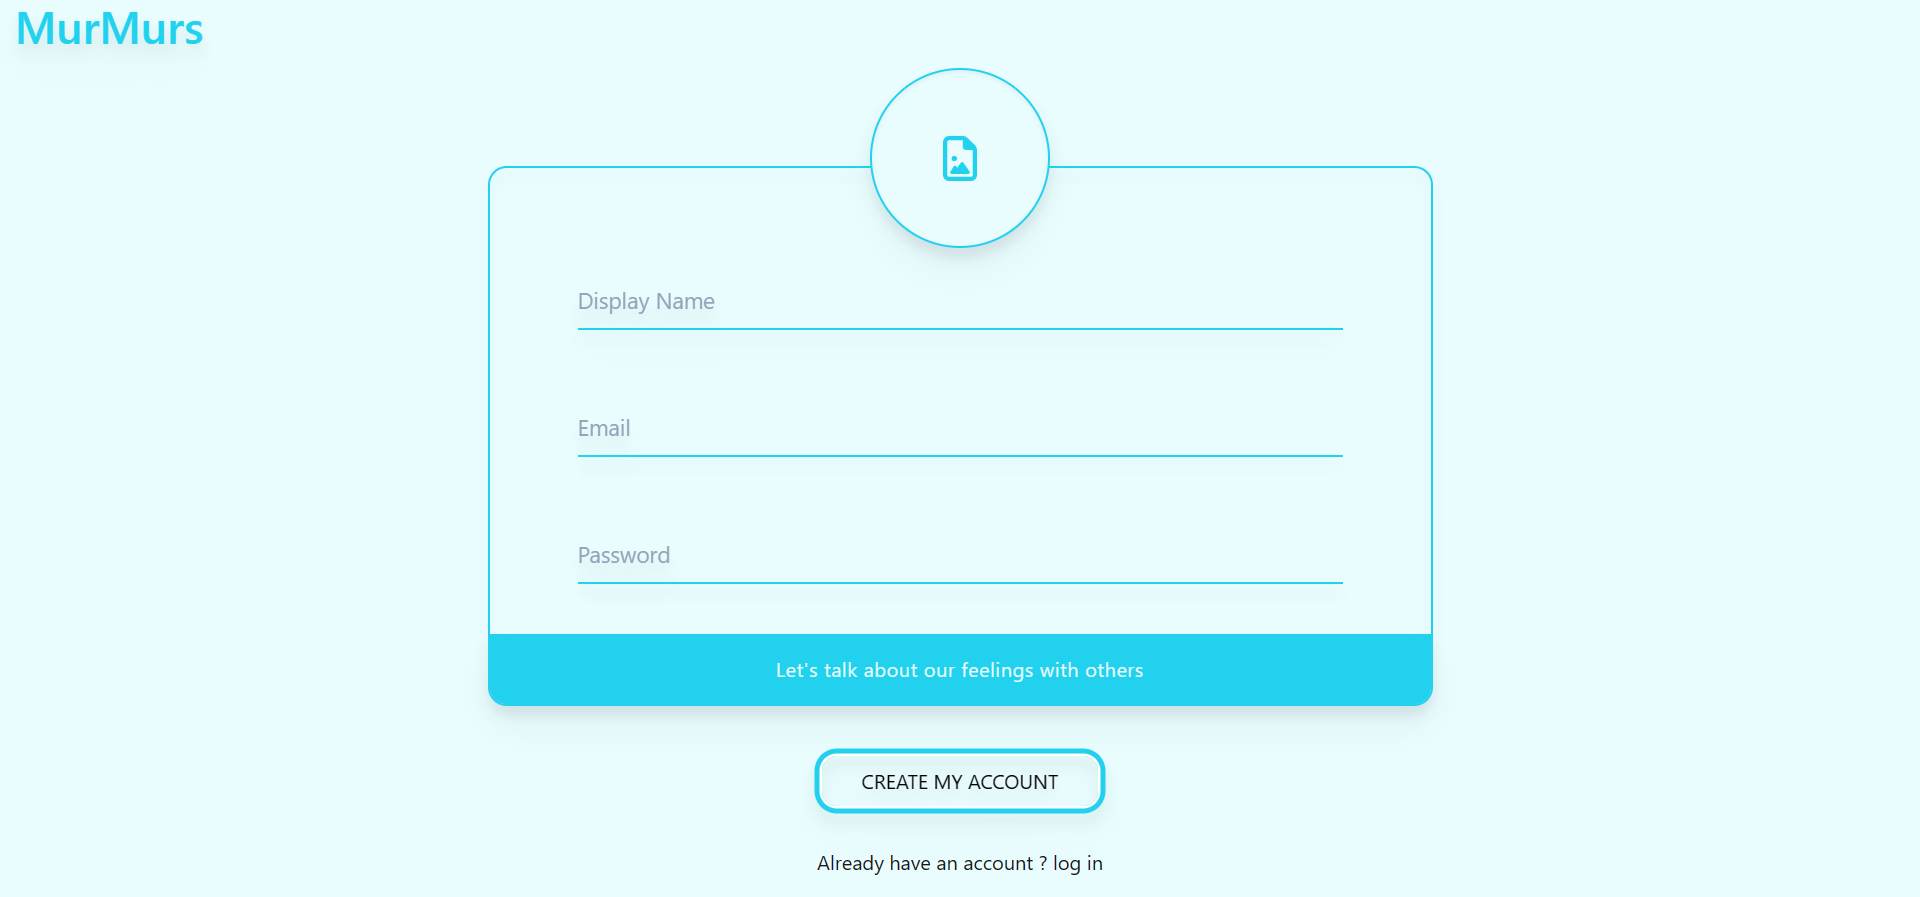 MurMurs
Display Name
Email
Password
Let's talk about our feelings with others
CREATE MY ACCOUNT
Already have an account ? log in